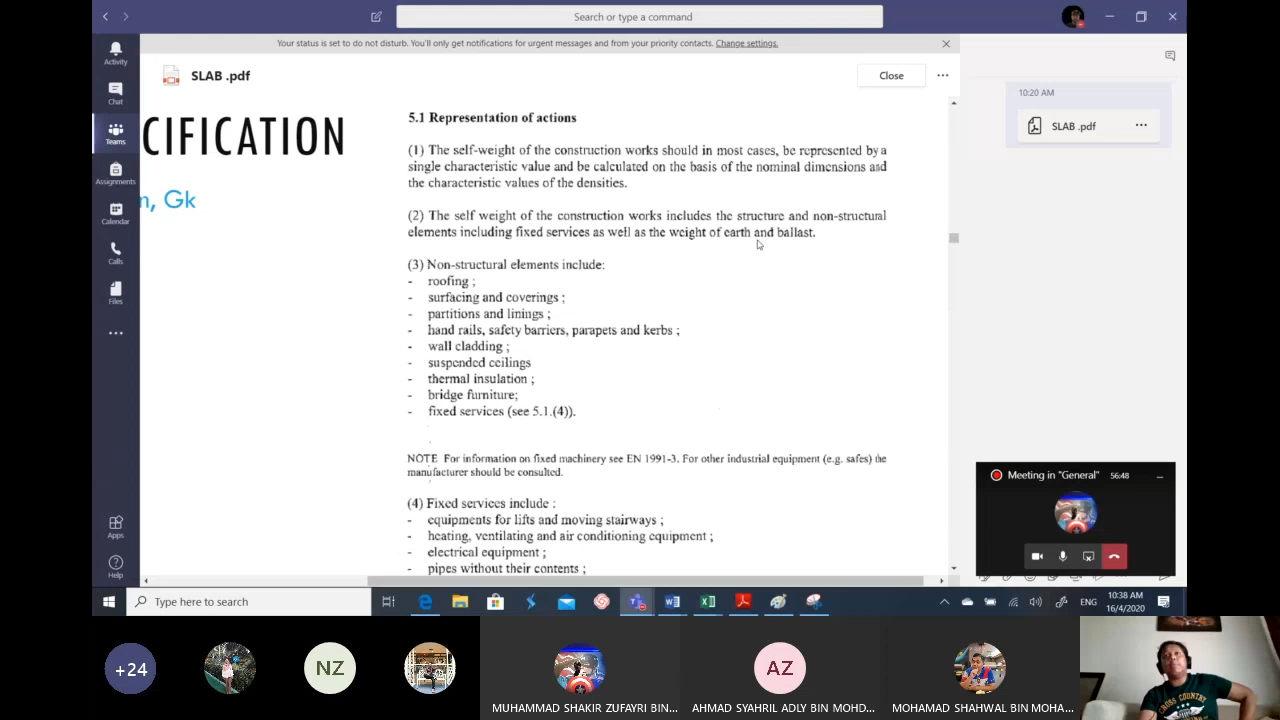 Search or type a command
Your status is set to do not disturb. You'll only get notifications for urgent messages and from your priority contacts. Change settings.
Activity
Chat
Teams
Assignments
Calendar
Calls
Files
Apps
Help
SLAB .pdf
Close
10:20 AM
SLAB .pdf
CIFICATION
, Gk
5.1 Representation of actions
(1) The self-weight of the construction works should in most cases, be represented by a
single characteristic value and be calculated on the basis of the nominal dimensions and
the characteristic values of the densities.
(2) The self weight of the construction works includes the structure and non-structural
elements including fixed services as well as the weight of earth and ballast.
(3) Non-structural elements include:
- roofing ;
- surfacing and coverings ;
- partitions and linings ;
- hand rails, safety barriers, parapets and kerbs ;
- wall cladding ;
- suspended ceilings
- thermal insulation ;
- bridge furniture;
- fixed services (see 5.1.(4)).
NOTE For information on fixed machinery see EN 1991-3. For other industrial equipment (e.g. safes) the
manufacturer should be consulted.
(4) Fixed services include :
- equipments for lifts and moving stairways ;
- heating, ventilating and air conditioning equipment ;
- electrical equipment ;
- pipes without their contents ;
Meeting in "General" 56:48
Type here to search
ENG
10:38 AM
16/4/2020
+24
NZ
AZ
MUHAMMAD SHAKIR ZUFAYRI BIN...
AHMAD SYAHRIL ADLY BIN MOHD...
MOHAMAD SHAHWAL BIN MOHA...
CROSS COUNTRY